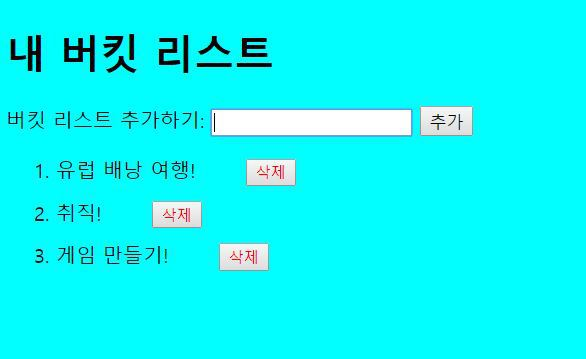 내 버킷 리스트
버킷 리스트 추가하기: 추가
1. 유럽 배낭 여행! 삭제
2. 취직! 삭제
3. 게임 만들기! 삭제